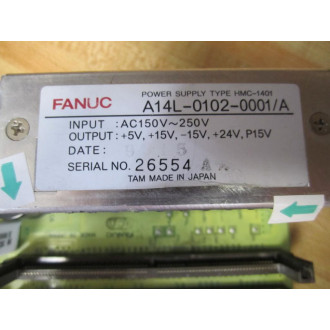 POWER SUPPLY TYPE HMC-1401
FANUC A14L-0102-0001/A
INPUT : AC150V~250V
OUTPUT: +5V, +15V, -15V, +24V, P15V
DATE:
SERIAL NO. 26554 A
TAM MADE IN JAPAN